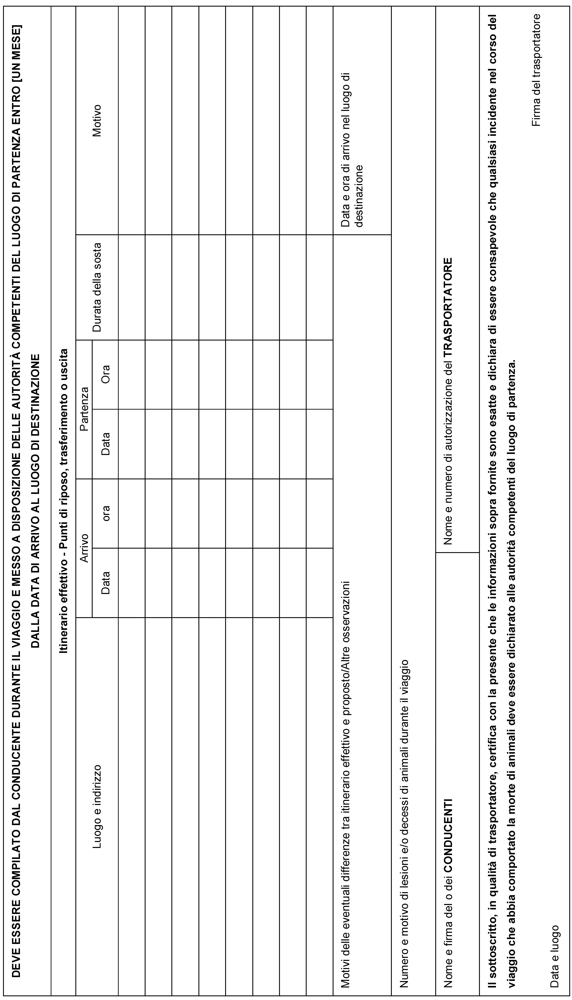 DEVE ESSERE COMPILATO DAL CONDUCENTE DURANTE IL VIAGGIO E MESSO A DISPOSIZIONE DELLE AUTORITÀ COMPETENTI DEL LUOGO DI PARTENZA ENTRO [UN MESE]
DALLA DATA DI ARRIVO AL LUOGO DI DESTINAZIONE
Itinerario effettivo - Punti di riposo, trasferimento o uscita
Luogo e indirizzo
Arrivo
Partenza
Durata della sosta
Motivo
Data
ora
Data
Ora
Motivi delle eventuali differenze tra itinerario effettivo e proposto/Altre osservazioni
Data e ora di arrivo nel luogo di
destinazione
Numero e motivo di lesioni e/o decessi di animali durante il viaggio
Nome e firma del o dei CONDUCENTI
Nome e numero di autorizzazione del TRASPORTATORE
Il sottoscritto, in qualità di trasportatore, certifica con la presente che le informazioni sopra fornite sono esatte e dichiara di essere consapevole che qualsiasi incidente nel corso del
viaggio che abbia comportato la morte di animali deve essere dichiarato alle autorità competenti del luogo di partenza.
Firma del trasportatore
Data e luogo